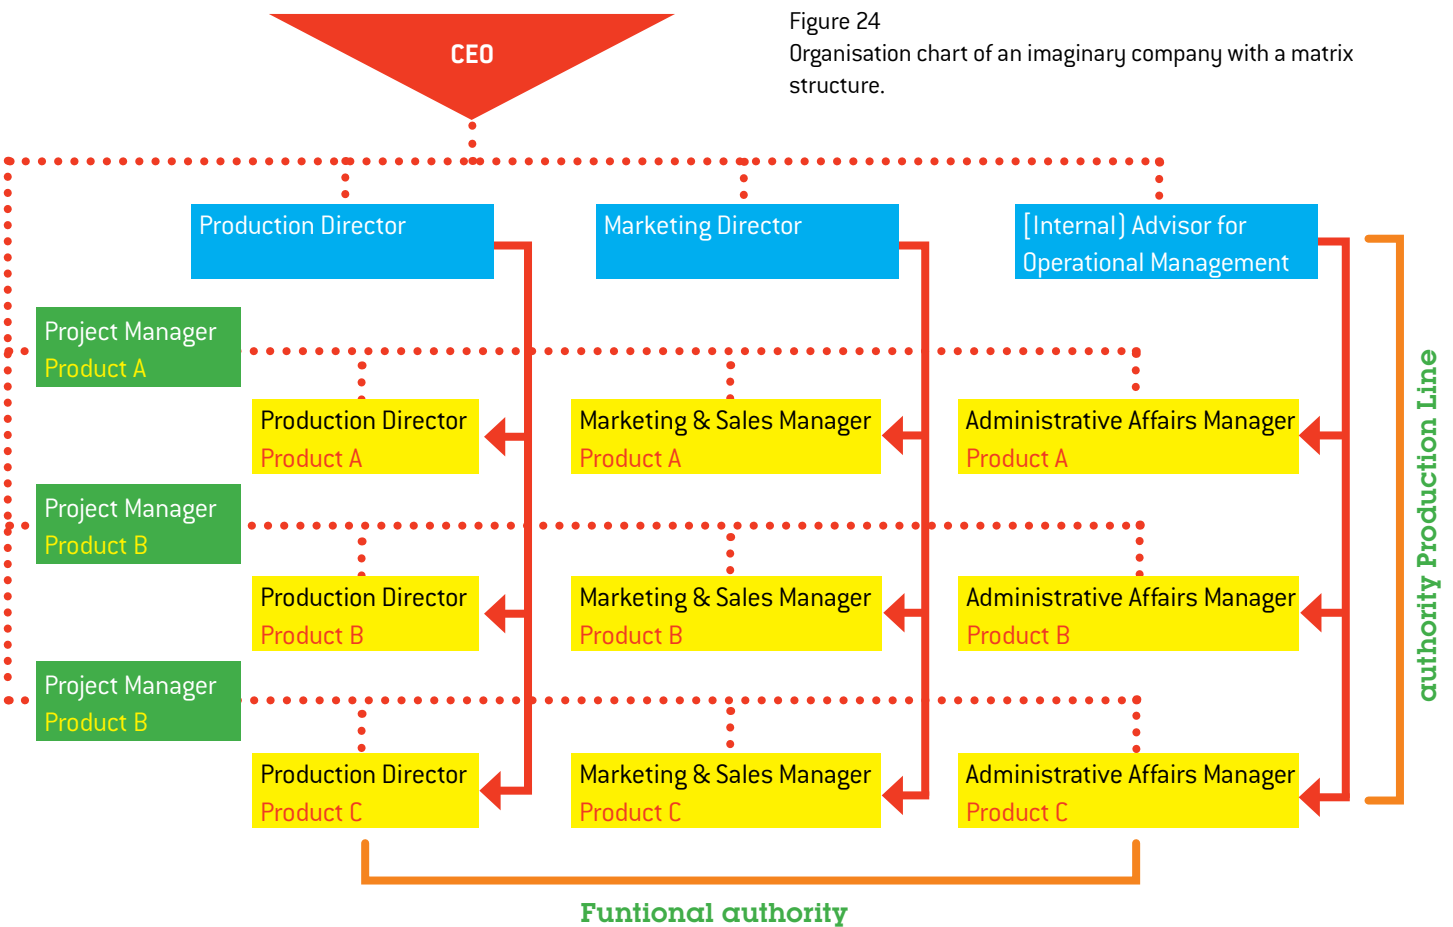 CEO
Figure 24
Organisation chart of an imaginary company with a matrix
structure.
Production Director
Marketing Director
[Internal] Advisor for
Operational Management
Project Manager
Product A
Production Director
Product A
Marketing & Sales Manager
Product A
Administrative Affairs Manager
Product A
Project Manager
Product B
Production Director
Product B
Marketing & Sales Manager
Product B
Administrative Affairs Manager
Product B
Project Manager
Product B
Production Director
Product C
Marketing & Sales Manager
Product C
Administrative Affairs Manager
Product C
authority Production Line
Funtional authority